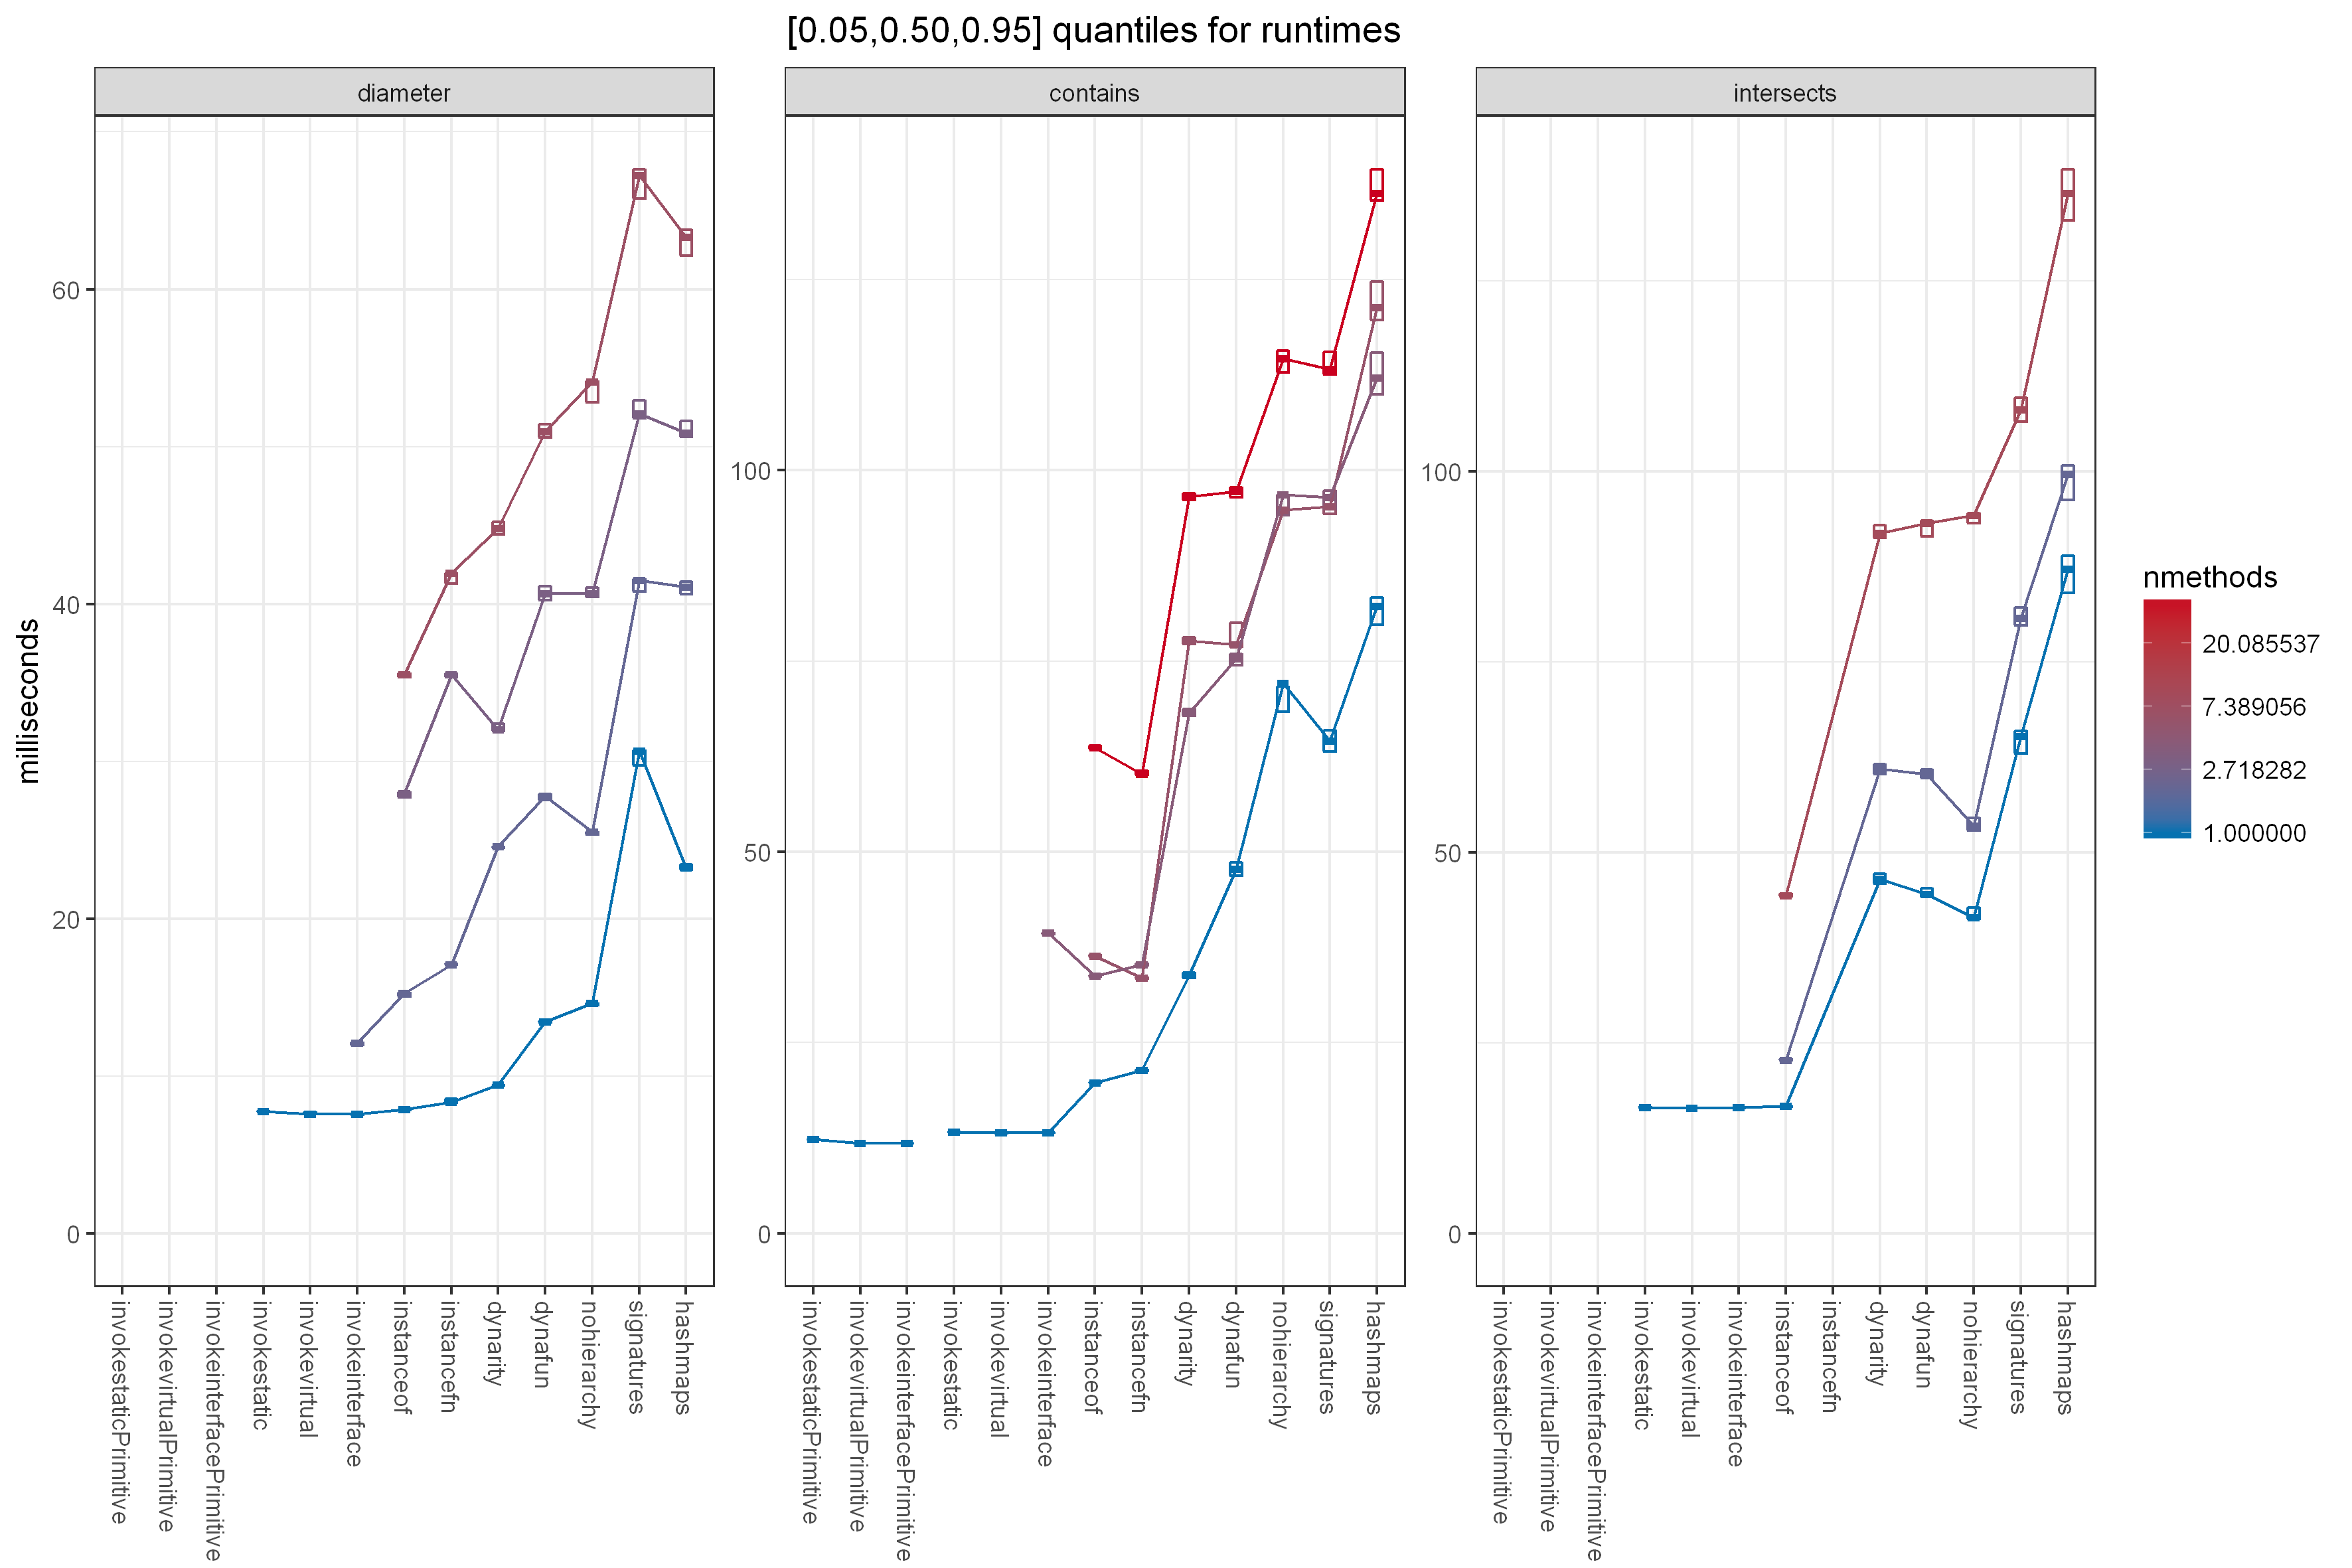 [0.05,0.50,0.95] quantiles for runtimes
diameter
contains
intersects
milliseconds
60
40
20
0
100
50
0
100
50
0
invokestaticPrimitive
invokevirtualPrimitive
invokeinterfacePrimitive
invokestatic
invokevirtual
invokeinterface
instanceof
instancefn
dynarity
dynafun
nohierarchy
signatures
hashmaps
invokestaticPrimitive
invokevirtualPrimitive
invokeinterfacePrimitive
invokestatic
invokevirtual
invokeinterface
instanceof
instancefn
dynarity
dynafun
nohierarchy
signatures
hashmaps
invokestaticPrimitive
invokevirtualPrimitive
invokeinterfacePrimitive
invokestatic
invokevirtual
invokeinterface
instanceof
instancefn
dynarity
dynafun
nohierarchy
signatures
hashmaps
nmethods
20.085537
7.389056
2.718282
1.000000